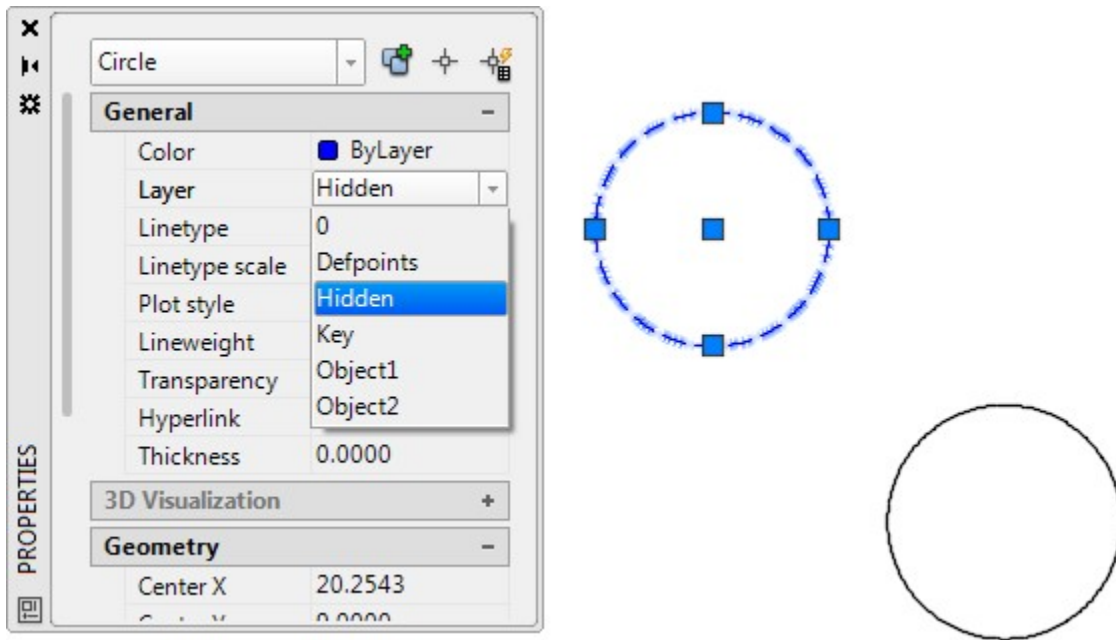 Circle
General
Color ByLayer
Layer Hidden
Linetype 0
Linetype scale Defpoints
Plot style Hidden
Lineweight Key
Transparency Object1
Hyperlink Object2
Thickness 0.0000
3D Visualization
Geometry
Center X 20.2543
PROPERTIES